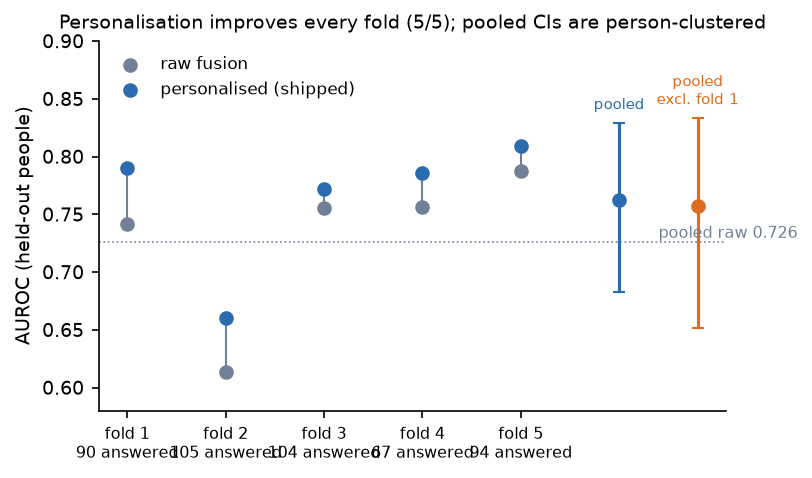 Personalisation improves every fold (5/5); pooled CIs are person-clustered
raw fusion
personalised (shipped)
pooled
pooled
excl. fold 1
pooled raw 0.726
AUROC (held-out people)
0.90
0.85
0.80
0.75
0.70
0.65
0.60
fold 1
90 answered
fold 2
105 answered
fold 3
104 answered
fold 4
67 answered
fold 5
94 answered